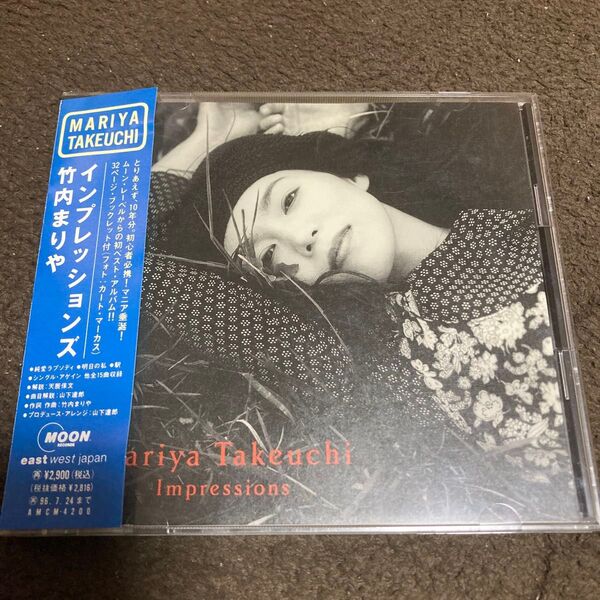 MARIYA
TAKEUCHI
インプレッションズ
竹内まりや
とりあえず、10年分。初心者必携!マニア垂涎!
ムーン・レーベルからの初ベスト・アルバム!!
32ページ・ブックレット付(フォト:カート・マーカス)
●純愛ラプソディ ●明日の私 ●駅
●シングル・アゲイン 他全15曲収録
●解説:天辰保文
●曲目解説:山下達郎
●作詞 作曲:竹内まりや
●プロデュース・アレンジ:山下達郎
MOON
RECORDS
east west japan
¥2,900(税込)
(税抜価格¥2,816)
96.7.24まで
AMCM-4200
ariya Takeuchi
Impressions